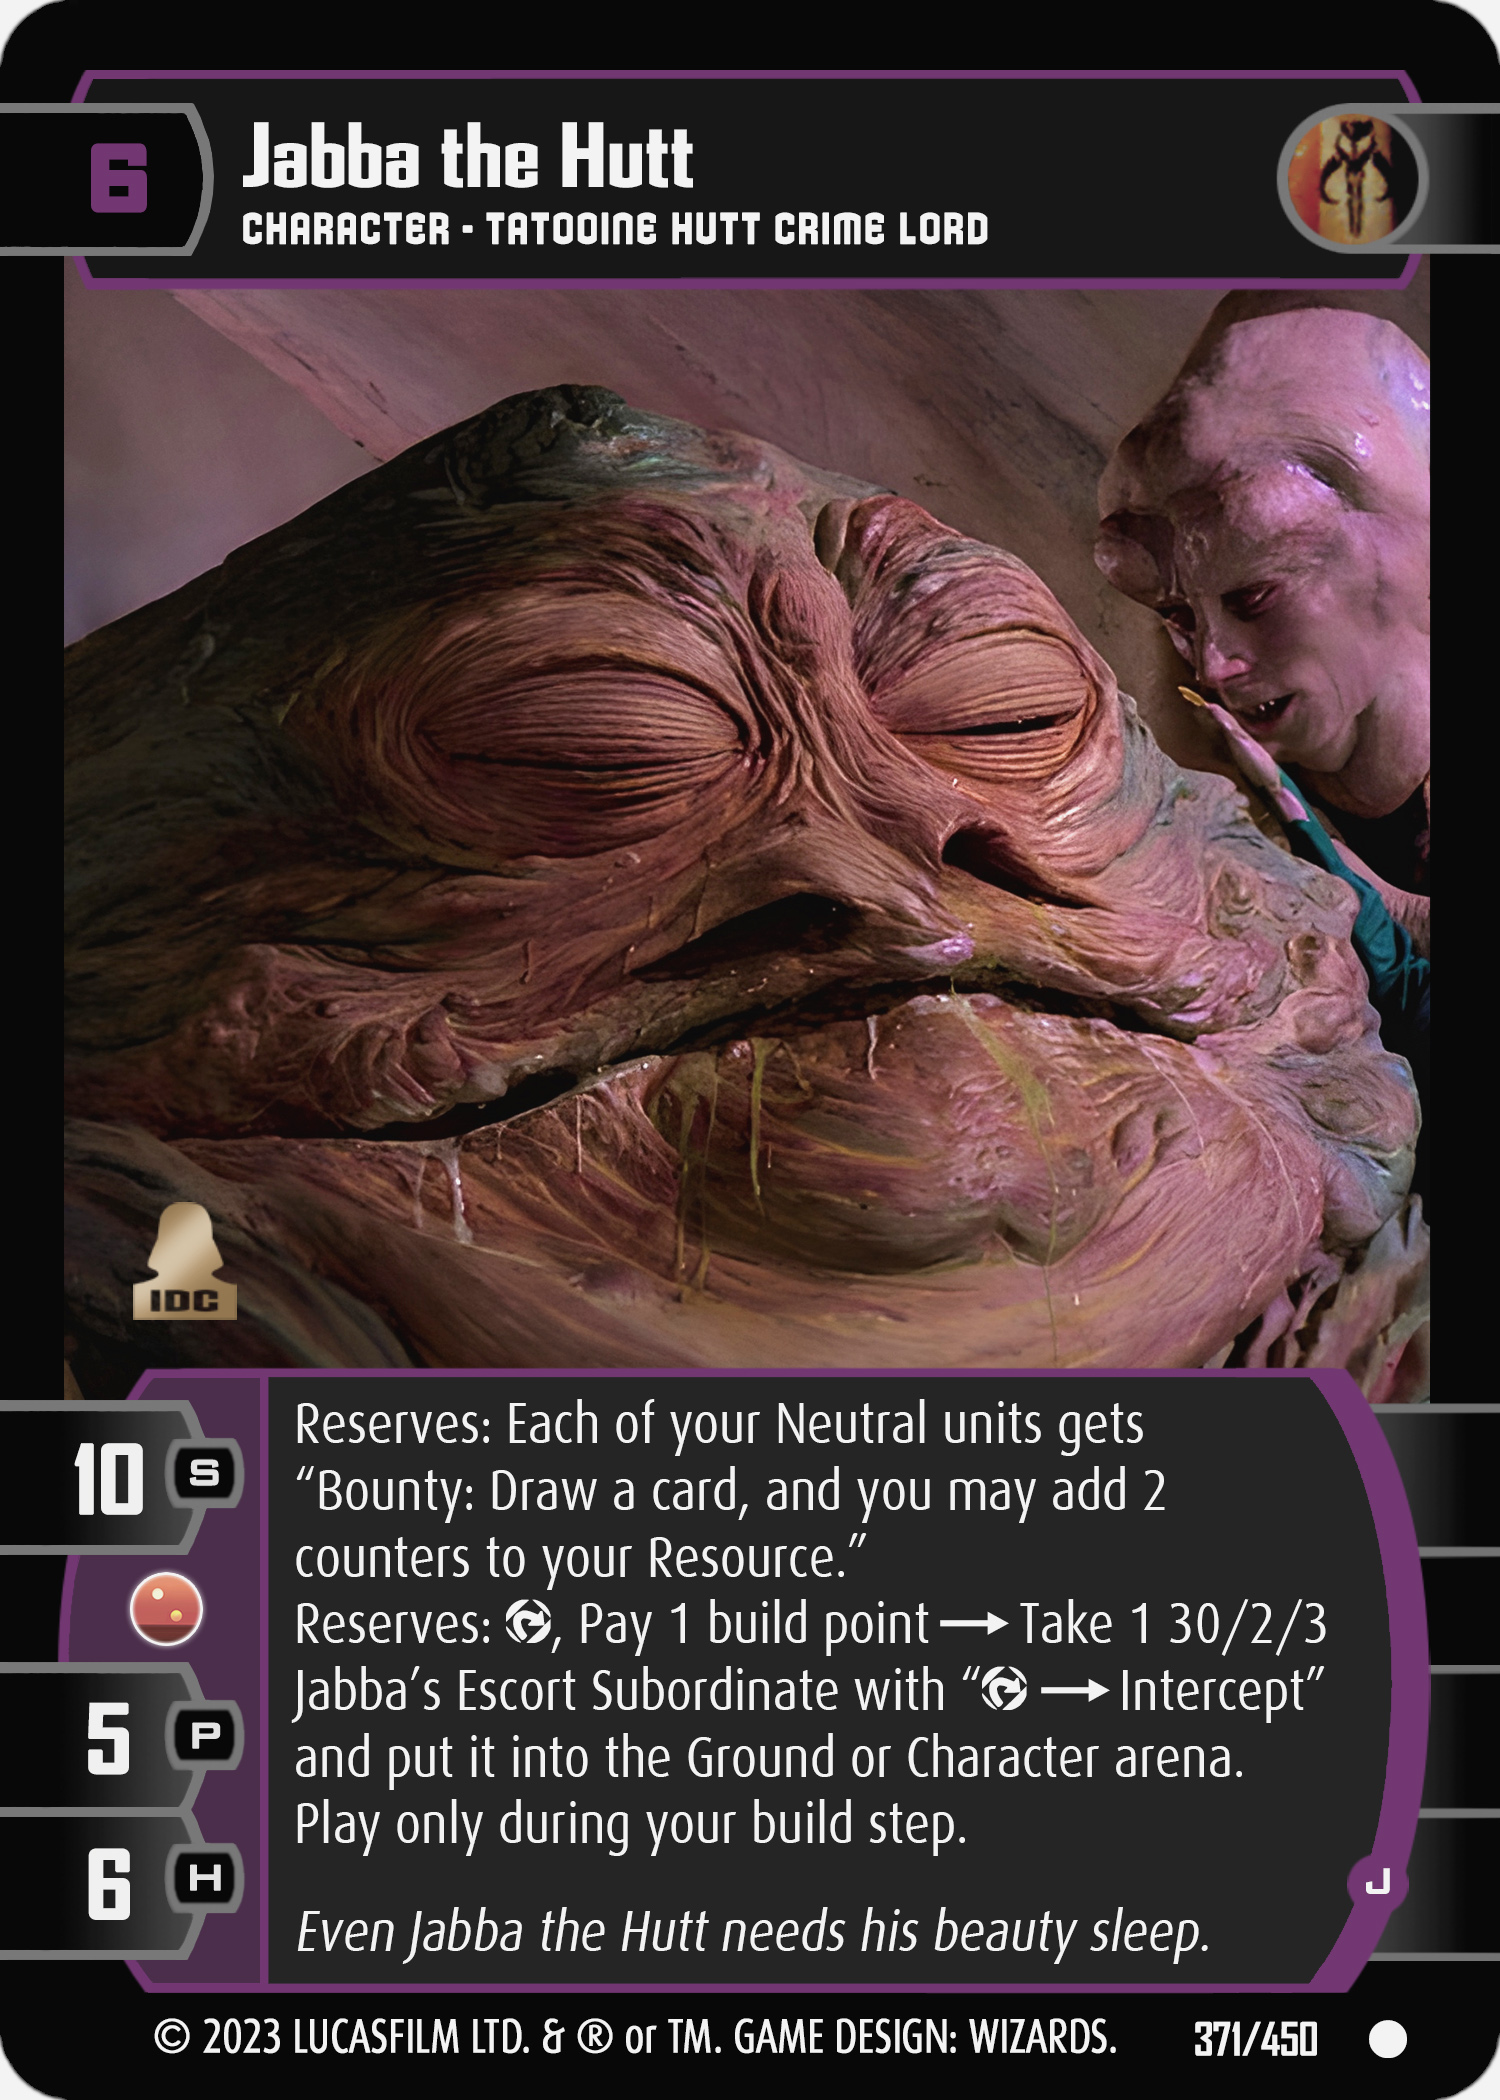 6
Jabba the Hutt
CHARACTER - TATOOINE HUTT CRIME LORD
IDC
10 S
5 P
6 H
Reserves: Each of your Neutral units gets
“Bounty: Draw a card, and you may add 2
counters to your Resource.”
Reserves: , Pay 1 build point → Take 1 30/2/3
Jabba’s Escort Subordinate with “ → Intercept”
and put it into the Ground or Character arena.
Play only during your build step.
Even Jabba the Hutt needs his beauty sleep.
J
© 2023 LUCASFILM LTD. & ® or TM. GAME DESIGN: WIZARDS. 371/450